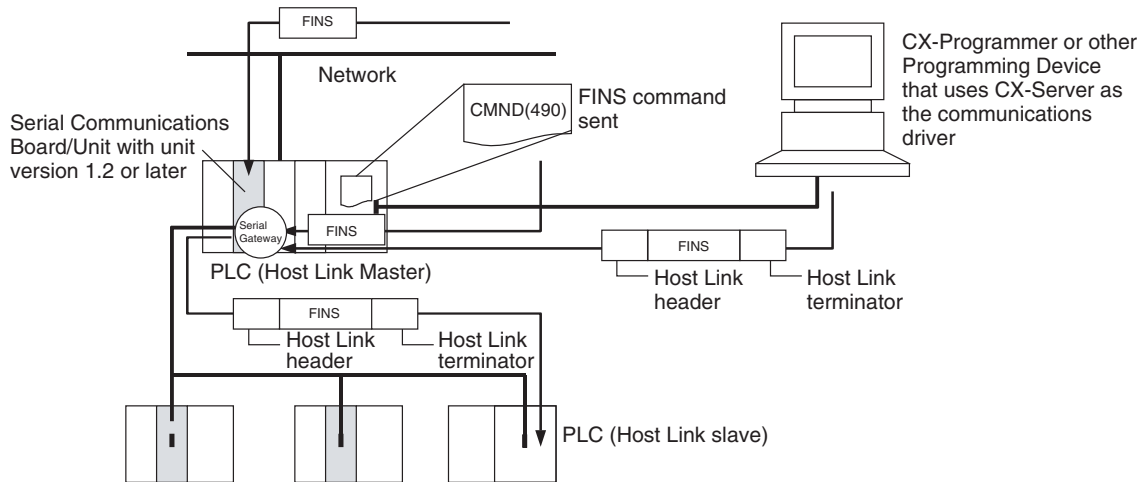 FINS
Network
CMND(490)
FINS command
sent
CX-Programmer or other
Programming Device
that uses CX-Server as
the communications
driver
Serial Communications
Board/Unit with unit
version 1.2 or later
Serial
Gateway
FINS
PLC (Host Link Master)
FINS
Host Link
header
Host Link
terminator
FINS
Host Link
header
Host Link
terminator
PLC (Host Link slave)